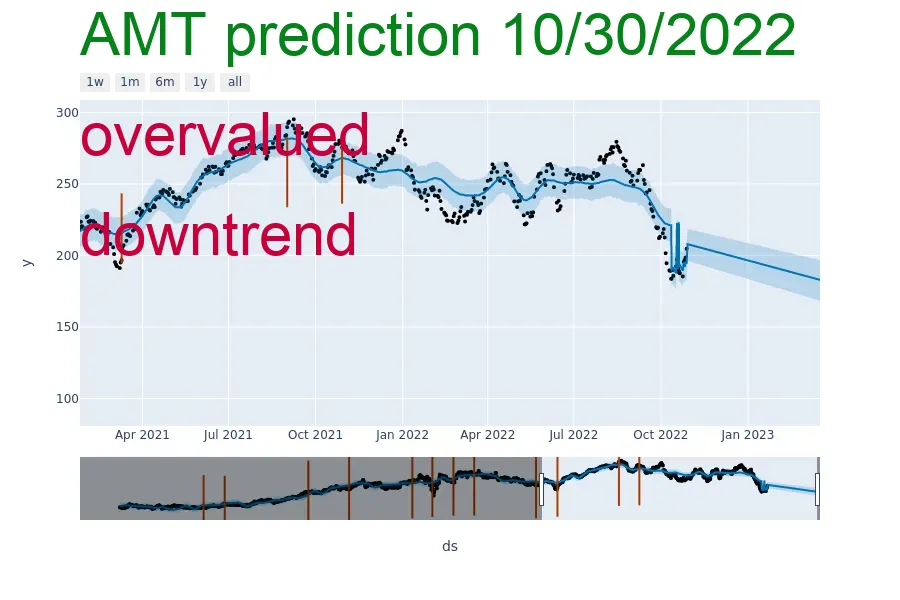 AMT prediction 10/30/2022
1w 1m 6m 1y all
300
overvalued
250
downtrend
200
y
150
100
Apr 2021 Jul 2021 Oct 2021 Jan 2022 Apr 2022 Jul 2022 Oct 2022 Jan 2023
ds